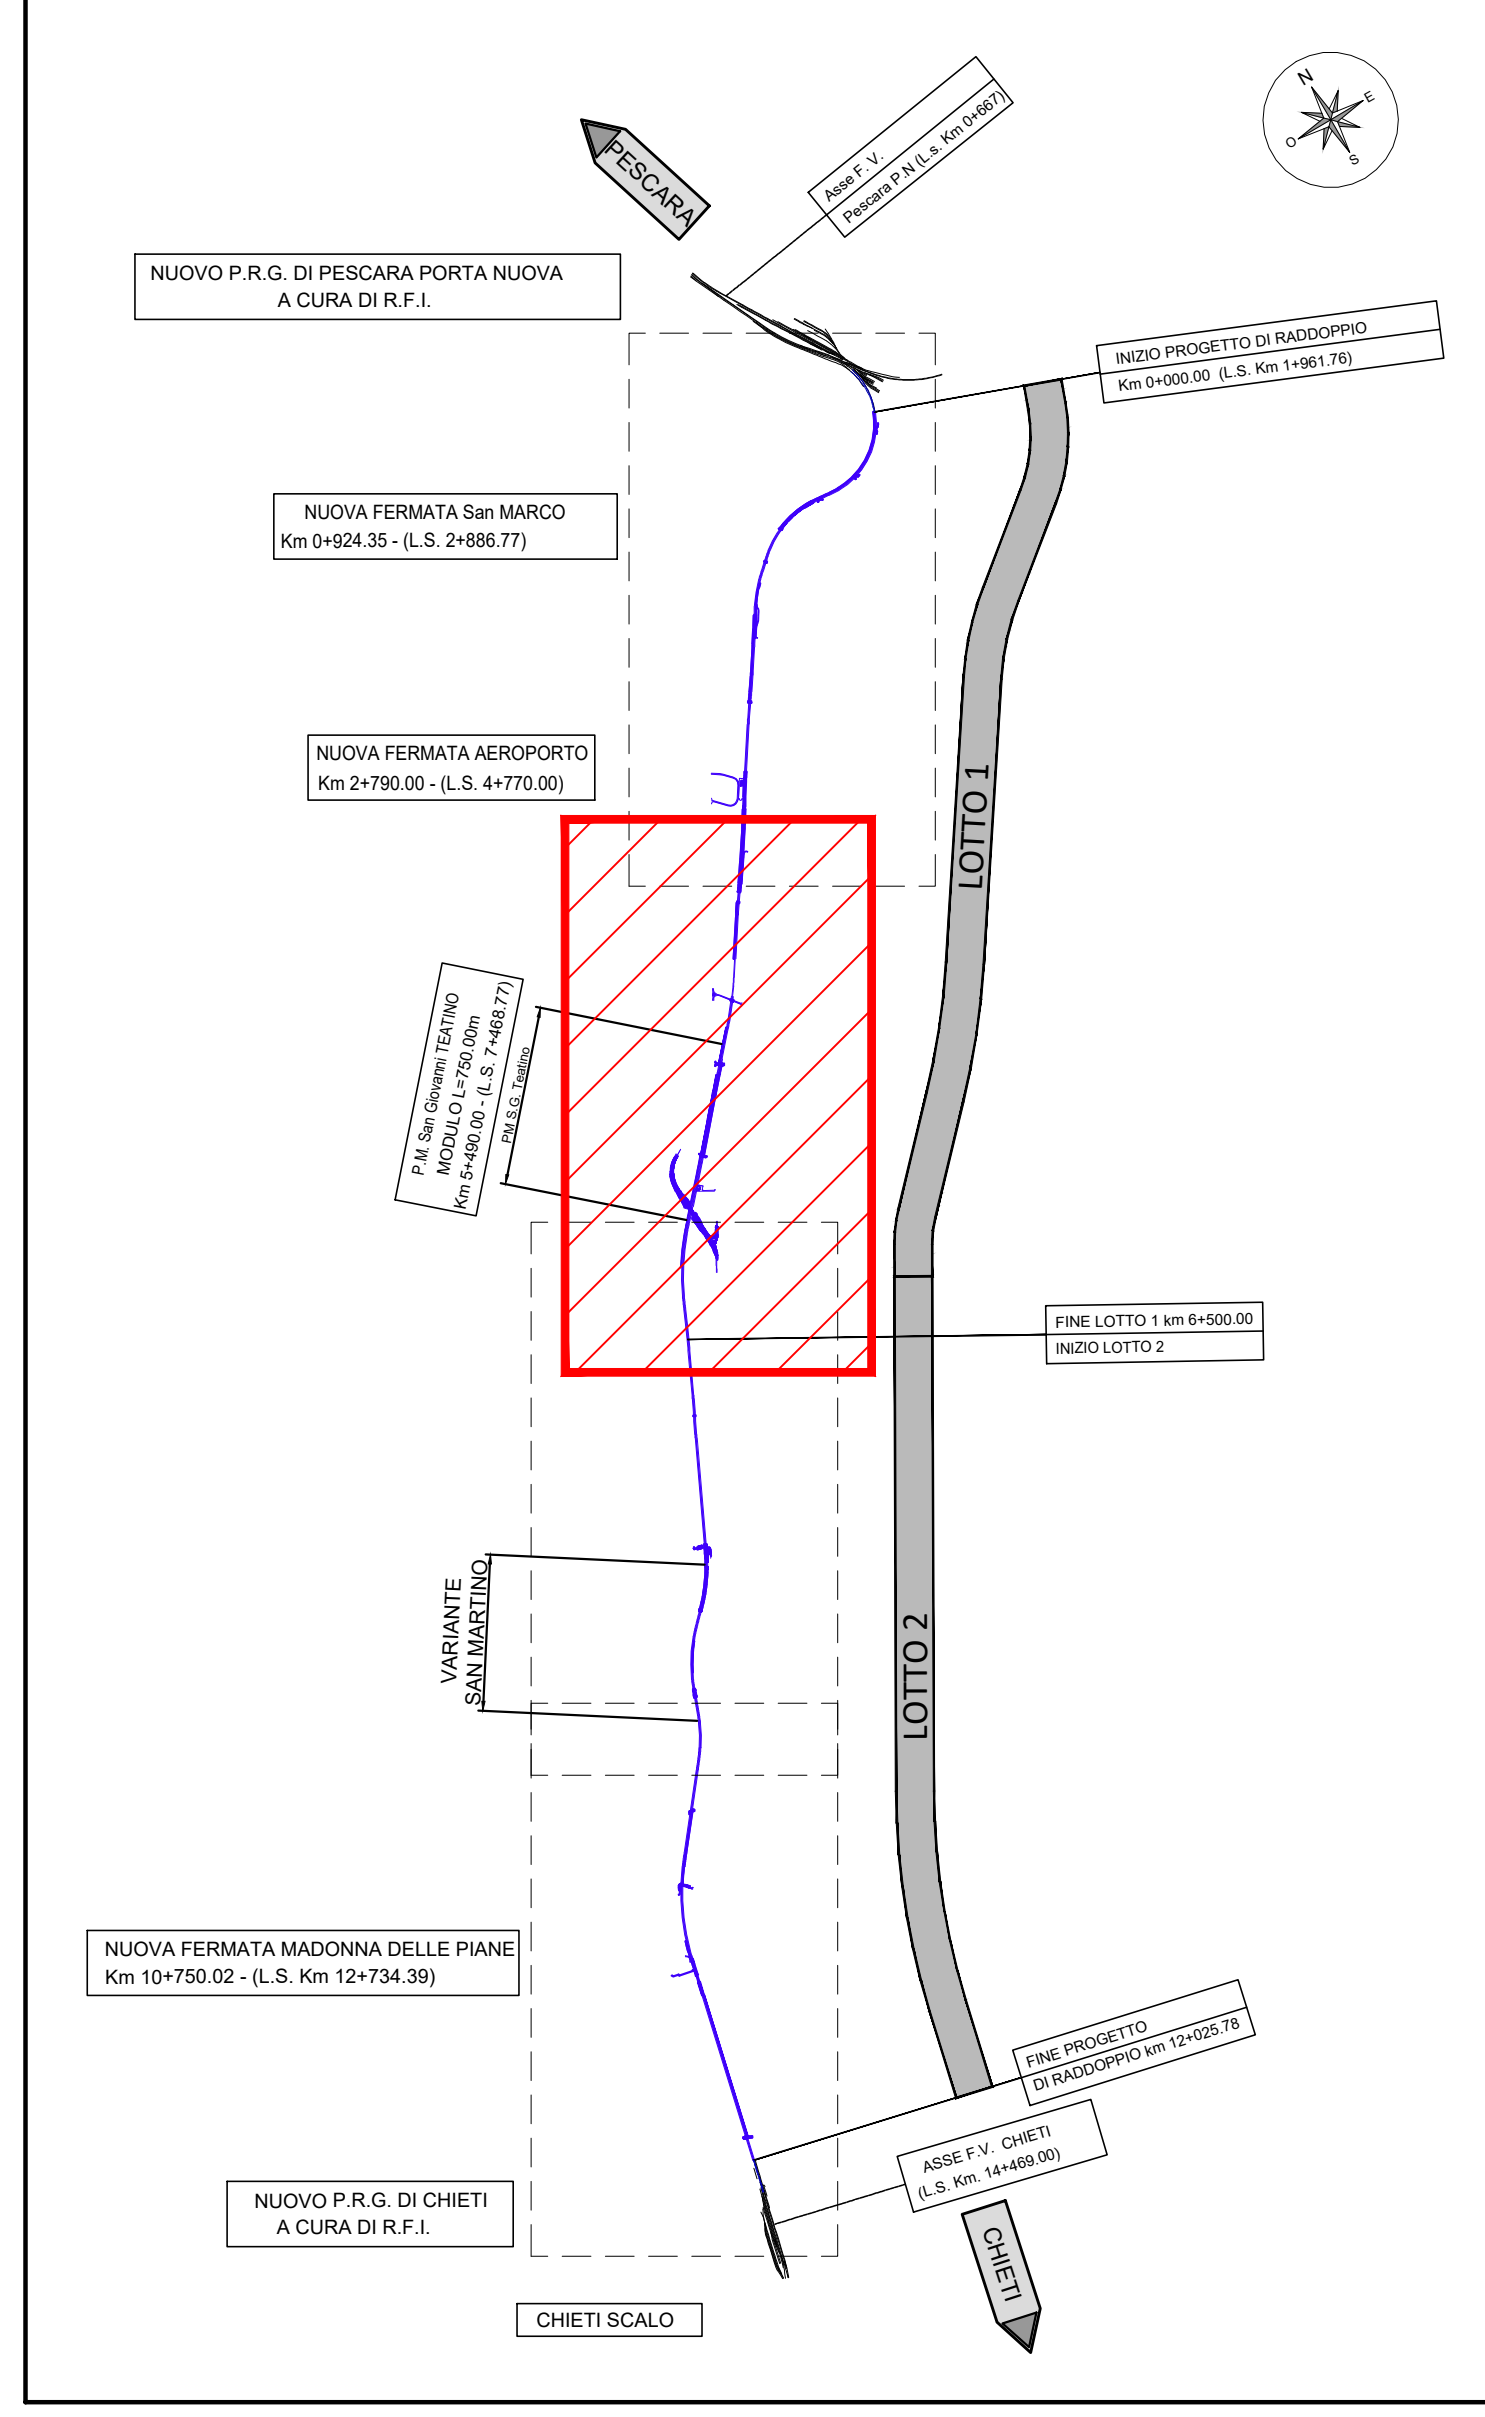 N
E
O
S
PESCARA
Asse F. V.
Pescara P.N (L.s. Km 0+667)
NUOVO P.R.G. DI PESCARA PORTA NUOVA
A CURA DI R.F.I.
INIZIO PROGETTO DI RADDOPPIO
Km 0+000.00 (L.S. Km 1+961.76)
NUOVA FERMATA San MARCO
Km 0+924.35 - (L.S. 2+886.77)
NUOVA FERMATA AEROPORTO
Km 2+790.00 - (L.S. 4+770.00)
LOTTO 1
P.M. San Giovanni TEATINO
MODULO L=750.00m
Km 5+490.00 - (L.S. 7+468.77)
PM S.G. Teatino
FINE LOTTO 1 km 6+500.00
INIZIO LOTTO 2
VARIANTE
SAN MARTINO
LOTTO 2
NUOVA FERMATA MADONNA DELLE PIANE
Km 10+750.02 - (L.S. Km 12+734.39)
FINE PROGETTO
DI RADDOPPIO km 12+025.78
ASSE F.V. CHIETI
(L.S. Km. 14+469.00)
NUOVO P.R.G. DI CHIETI
A CURA DI R.F.I.
CHIETI
CHIETI SCALO